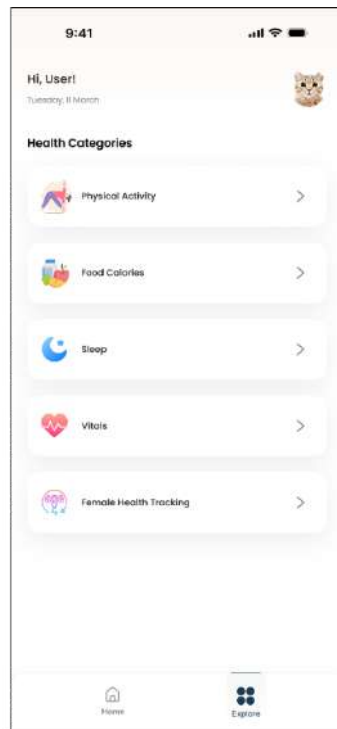 9:41
Hi, User!
Tuesday, 11 March
Health Categories
Physical Activity
Food Calories
Sleep
Vitals
Female Health Tracking
Home
Explore